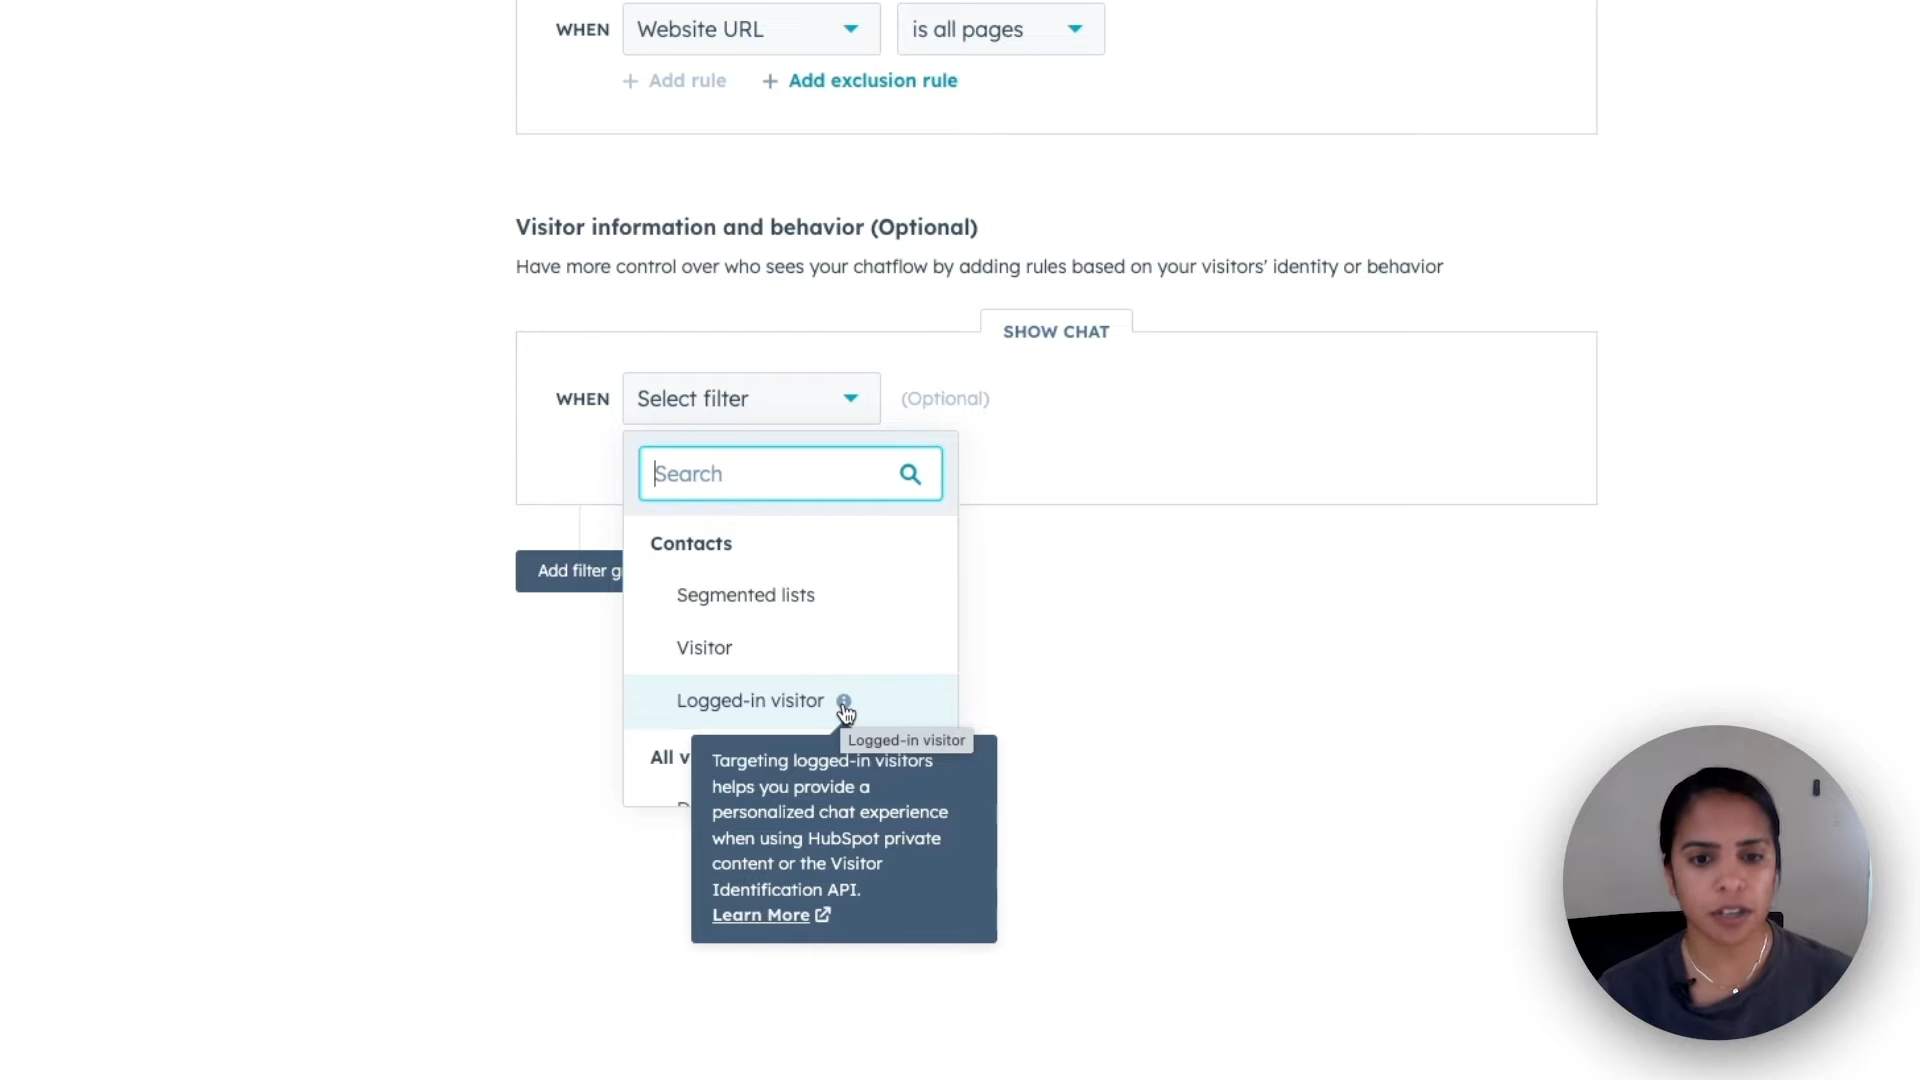 WHEN Website URL is all pages
+ Add rule + Add exclusion rule
Visitor information and behavior (Optional)
Have more control over who sees your chatflow by adding rules based on your visitors' identity or behavior
SHOW CHAT
WHEN Select filter (Optional)
Search
Contacts
Add filter g
Segmented lists
Visitor
Logged-in visitor
Logged-in visitor
All v
Targeting logged-in visitors
helps you provide a
personalized chat experience
when using HubSpot private
content or the Visitor
Identification API.
Learn More